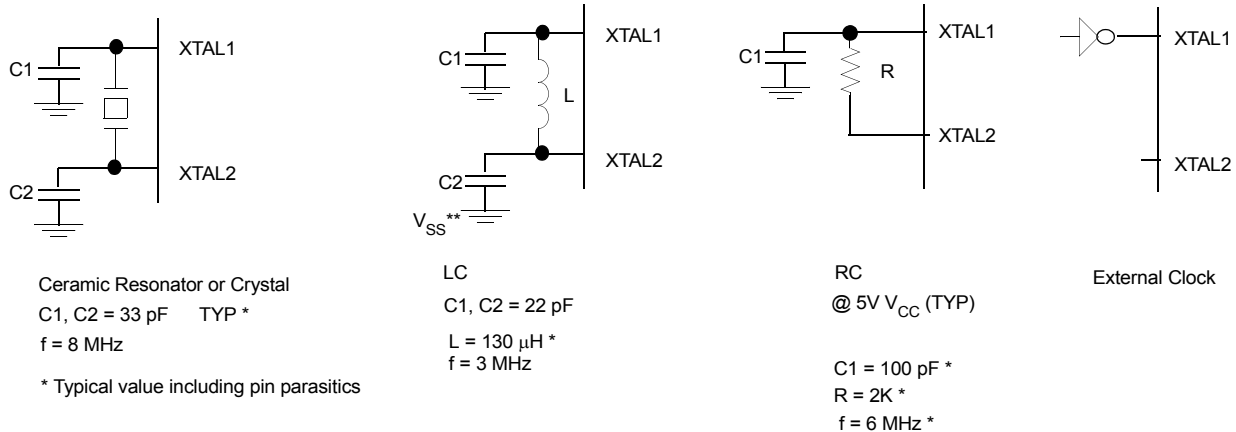 XTAL1
C1
XTAL2
C2
Ceramic Resonator or Crystal
C1, C2 = 33 pF TYP *
f = 8 MHz
* Typical value including pin parasitics
XTAL1
C1
L
XTAL2
C2
VSS**
LC
C1, C2 = 22 pF
L = 130 μH *
f = 3 MHz
XTAL1
C1
R
XTAL2
RC
@ 5V VCC (TYP)
C1 = 100 pF *
R = 2K *
f = 6 MHz *
XTAL1
XTAL2
External Clock